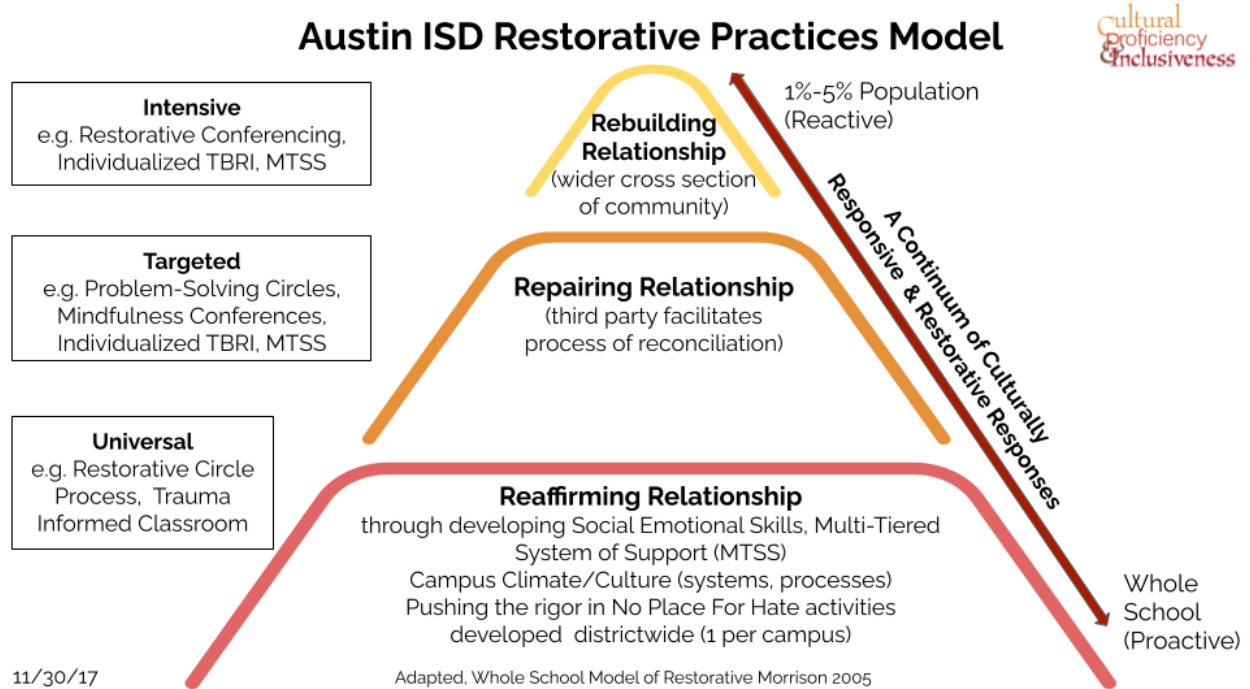 Austin ISD Restorative Practices Model
Cultural
Proficiency
&Inclusiveness
Intensive
e.g. Restorative Conferencing,
Individualized TBRI, MTSS
Targeted
e.g. Problem-Solving Circles,
Mindfulness Conferences,
Individualized TBRI, MTSS
Universal
e.g. Restorative Circle
Process, Trauma
Informed Classroom
Rebuilding
Relationship
(wider cross section
of community)
Repairing Relationship
(third party facilitates
process of reconciliation)
Reaffirming Relationship
through developing Social Emotional Skills, Multi-Tiered
System of Support (MTSS)
Campus Climate/Culture (systems, processes)
Pushing the rigor in No Place For Hate activities
developed districtwide (1 per campus)
1%-5% Population
(Reactive)
A Continuum of Culturally
Responsive & Restorative Responses
Whole
School
(Proactive)
11/30/17
Adapted, Whole School Model of Restorative Morrison 2005